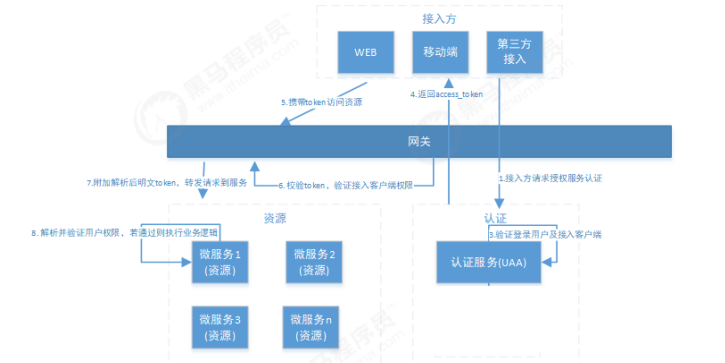 接入方
WEB
移动端
第三方
接入
黑马程序员
www.itheima.com
4.返回access_token
5.携带token访问资源
网关
7.附加解析后明文token，转发请求到服务
6.校验token，验证接入客户端权限
1.接入方请求授权服务认证
资源
认证
8.解析并验证用户权限，若通过则执行业务逻辑
3.验证登录用户及接入客户端
微服务1
(资源)
微服务2
(资源)
认证服务(UAA)
微服务3
(资源)
微服务n
(资源)